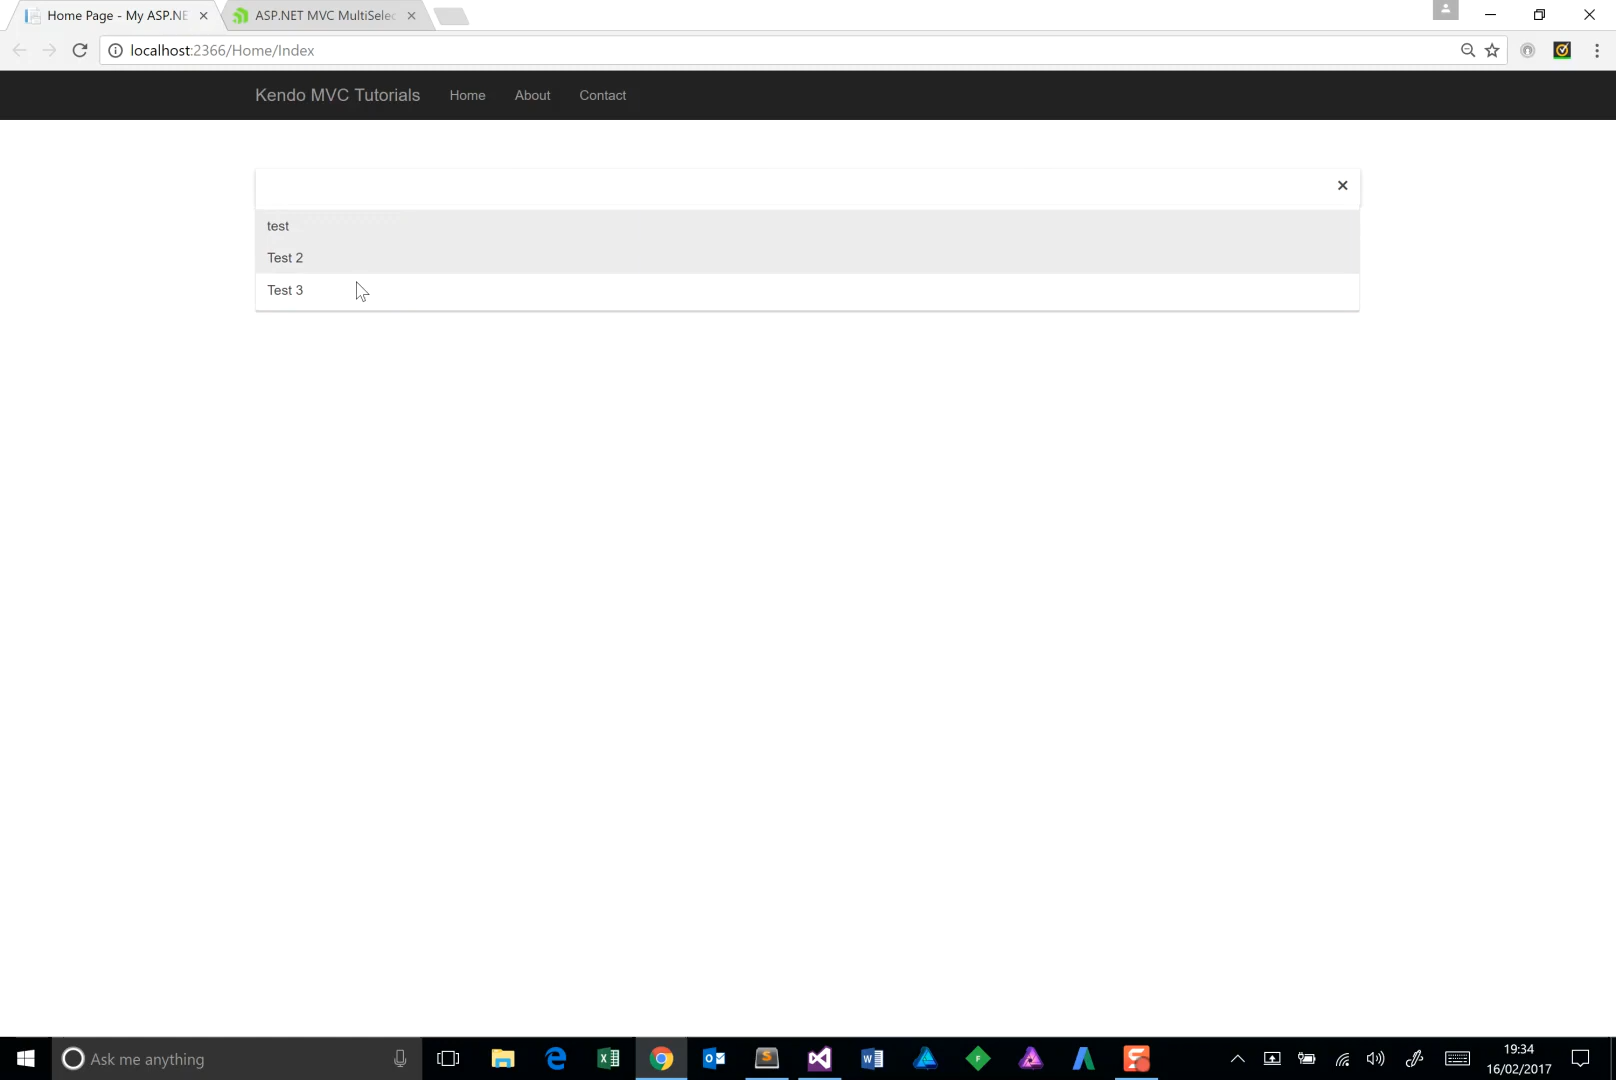 Home Page - My ASP.NE
ASP.NET MVC MultiSelec
localhost:2366/Home/Index
Kendo MVC Tutorials Home About Contact
test
Test 2
Test 3
Ask me anything
19:34
16/02/2017